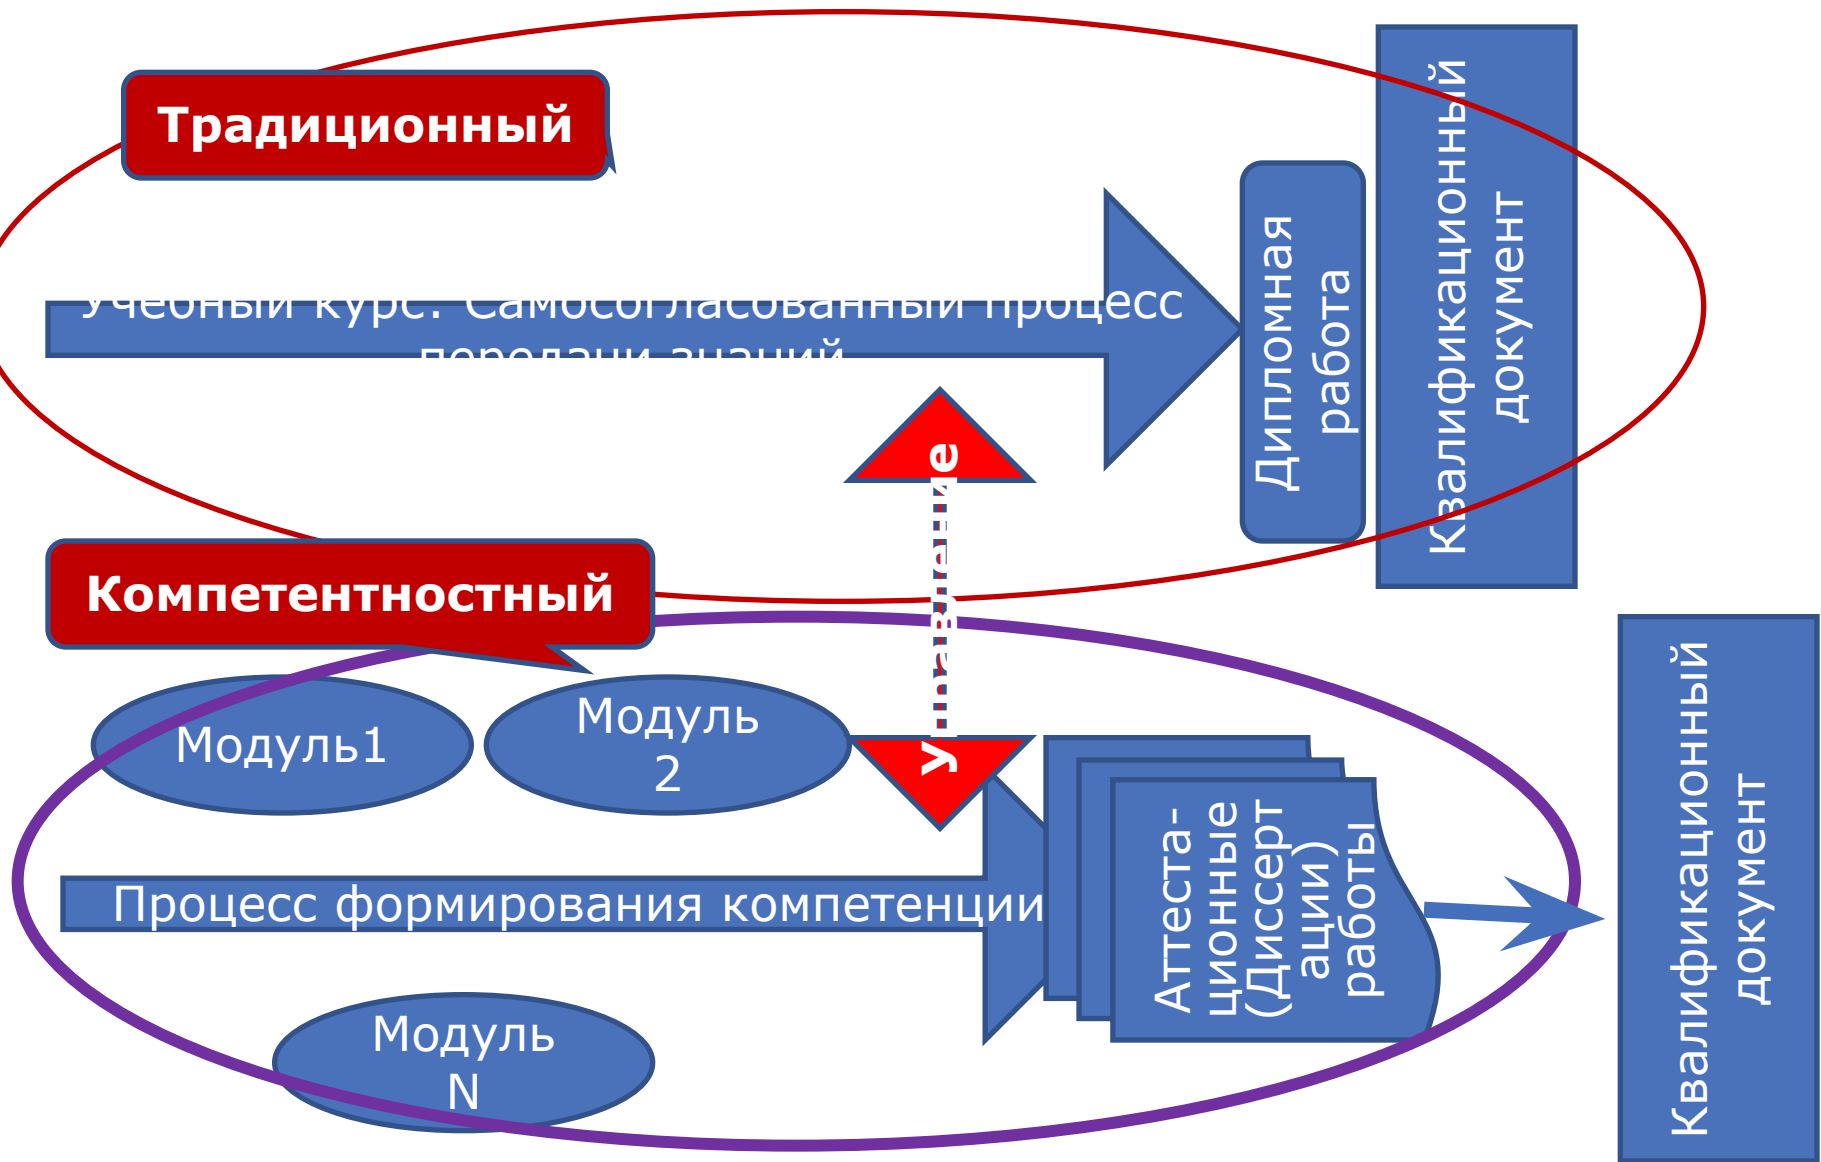 Традиционный
Учебный курс. Самосогласованный процесс
передачи знаний
Дипломная
работа
Квалификационный
документ
Управление
Компетентностный
Модуль1
Модуль
2
Процесс формирования компетенции
Аттеста-
ционные
(Диссерт
ации)
работы
Модуль
N
Квалификационный
документ